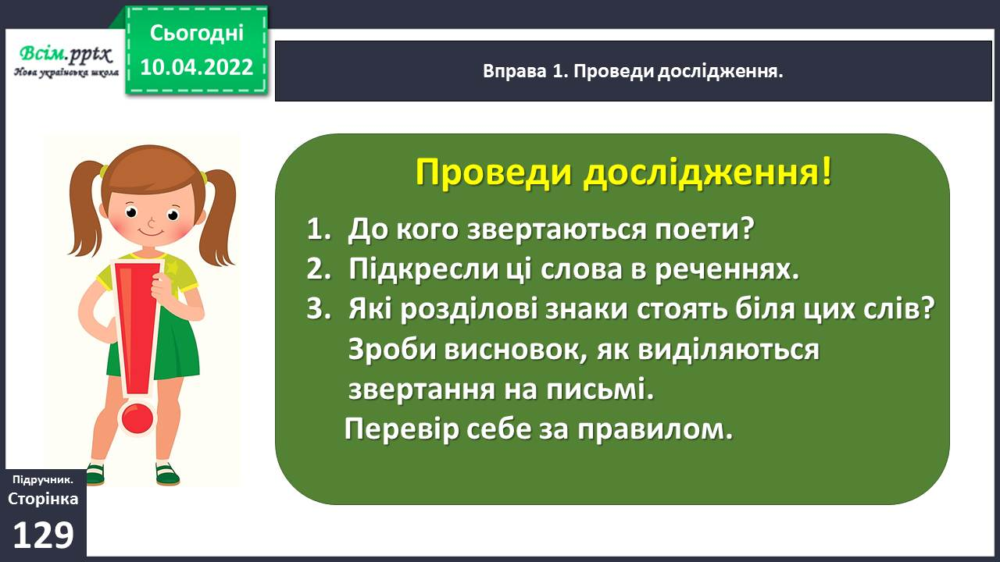 Всім.pptx
Нова українська школа
Сьогодні
10.04.2022
Вправа 1. Проведи дослідження.
Проведи дослідження!
1. До кого звертаються поети?
2. Підкресли ці слова в реченнях.
3. Які розділові знаки стоять біля цих слів?
Зроби висновок, як виділяються
звертання на письмі.
Перевір себе за правилом.
Підручник.
Сторінка
129